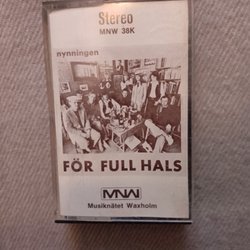 Stereo
MNW 38K
nynningen
FÖR FULL HALS
MNW
Musiknätet Waxholm